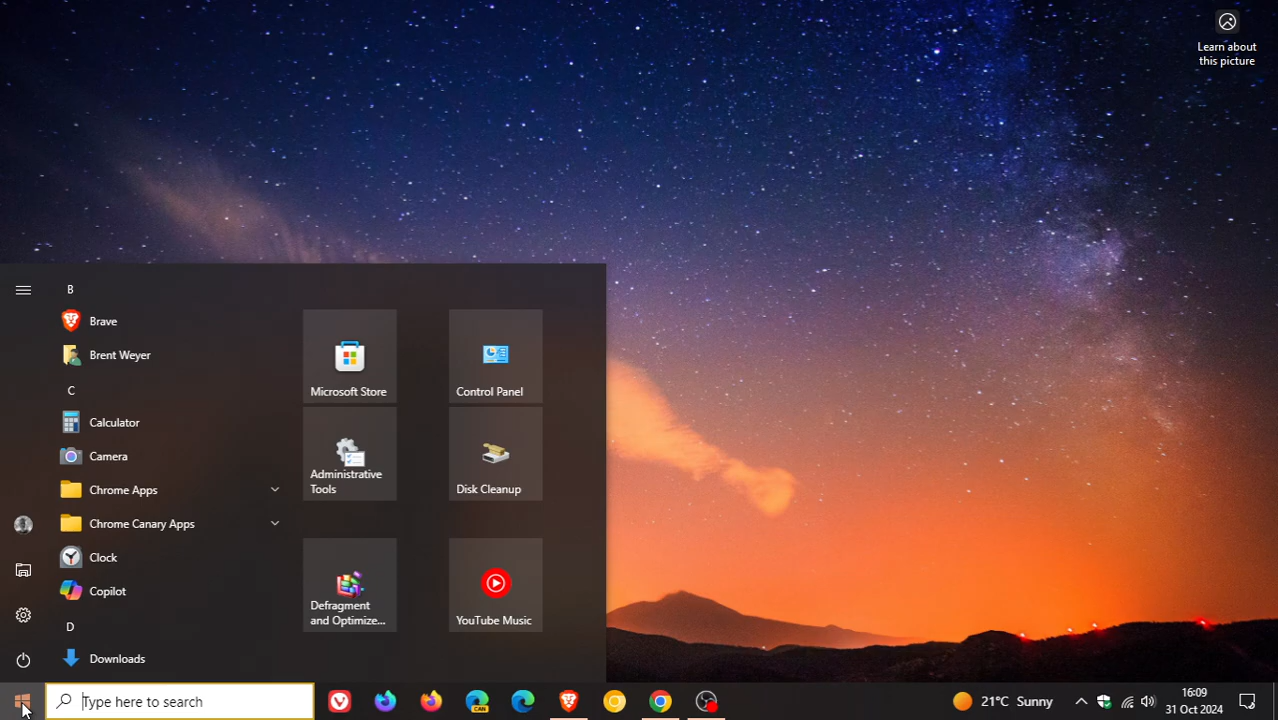 Learn about
this picture
B
Brave
Brent Weyer
C
Calculator
Camera
Chrome Apps
Chrome Canary Apps
Clock
Copilot
D
Downloads
Microsoft Store
Control Panel
Administrative
Tools
Disk Cleanup
Defragment
and Optimize...
YouTube Music
Type here to search
CAN
21°C Sunny
16:09
31 Oct 2024